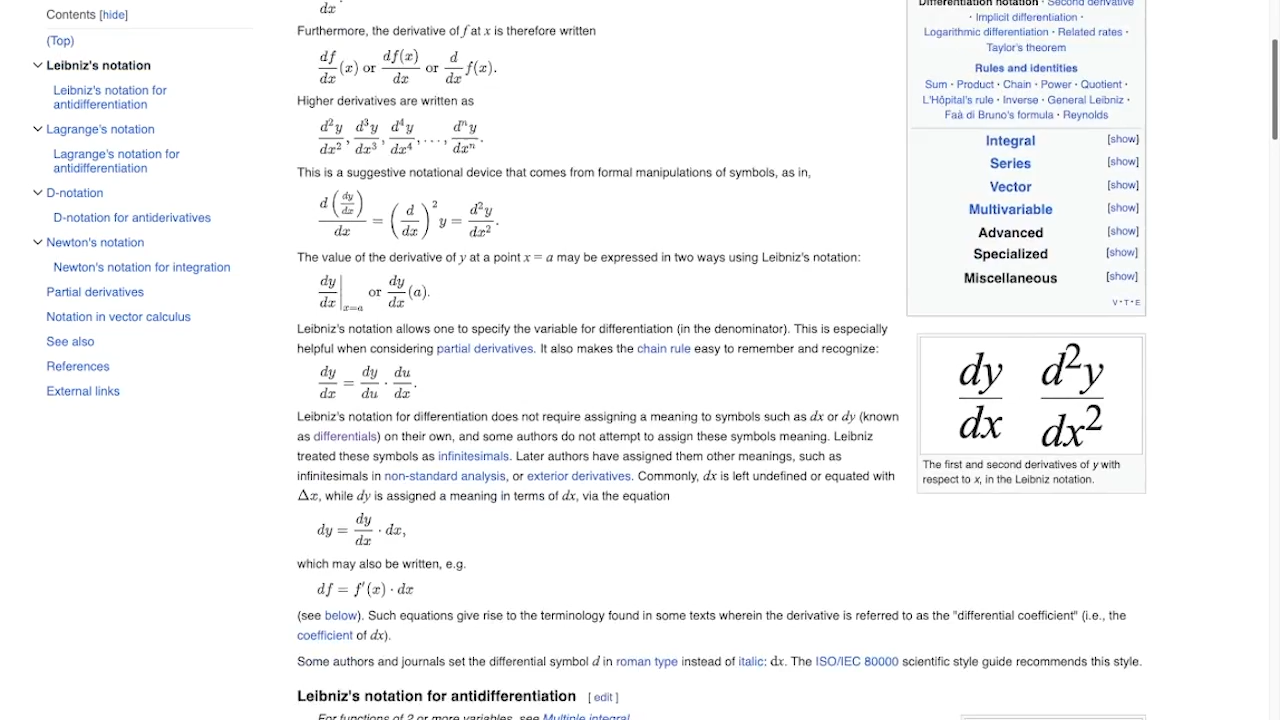 Contents [hide]
(Top)
Leibniz's notation
Leibniz's notation for
antidifferentiation
Lagrange's notation
Lagrange's notation for
antidifferentiation
D-notation
D-notation for antiderivatives
Newton's notation
Newton's notation for integration
Partial derivatives
Notation in vector calculus
See also
References
External links
dx
Furthermore, the derivative of f at x is therefore written
df/dx (x) or df(x)/dx or d/dx f(x).
Higher derivatives are written as
d²y/dx², d³y/dx³, d⁴y/dx⁴, . . . , dⁿy/dxⁿ.
This is a suggestive notational device that comes from formal manipulations of symbols, as in,
d(dy/dx)/dx = (d/dx)² y = d²y/dx².
The value of the derivative of y at a point x = a may be expressed in two ways using Leibniz's notation:
dy/dx|x=a or dy/dx (a).
Leibniz's notation allows one to specify the variable for differentiation (in the denominator). This is especially
helpful when considering partial derivatives. It also makes the chain rule easy to remember and recognize:
dy/dx = dy/du · du/dx.
Leibniz's notation for differentiation does not require assigning a meaning to symbols such as dx or dy (known
as differentials) on their own, and some authors do not attempt to assign these symbols meaning. Leibniz
treated these symbols as infinitesimals. Later authors have assigned them other meanings, such as
infinitesimals in non-standard analysis, or exterior derivatives. Commonly, dx is left undefined or equated with
Δx, while dy is assigned a meaning in terms of dx, via the equation
dy = dy/dx · dx,
which may also be written, e.g.
df = f′(x) · dx
(see below). Such equations give rise to the terminology found in some texts wherein the derivative is referred to as the "differential coefficient" (i.e., the
coefficient of dx).
Some authors and journals set the differential symbol d in roman type instead of italic: dx. The ISO/IEC 80000 scientific style guide recommends this style.
Leibniz's notation for antidifferentiation [ edit ]
For functions of 2 or more variables, see Multiple integral
Differentiation notation · Second derivative
· Implicit differentiation ·
Logarithmic differentiation · Related rates ·
Taylor's theorem
Rules and identities
Sum · Product · Chain · Power · Quotient ·
L'Hôpital's rule · Inverse · General Leibniz ·
Faà di Bruno's formula · Reynolds
Integral [show]
Series [show]
Vector [show]
Multivariable [show]
Advanced [show]
Specialized [show]
Miscellaneous [show]
V · T · E
dy/dx d²y/dx²
The first and second derivatives of y with
respect to x, in the Leibniz notation.